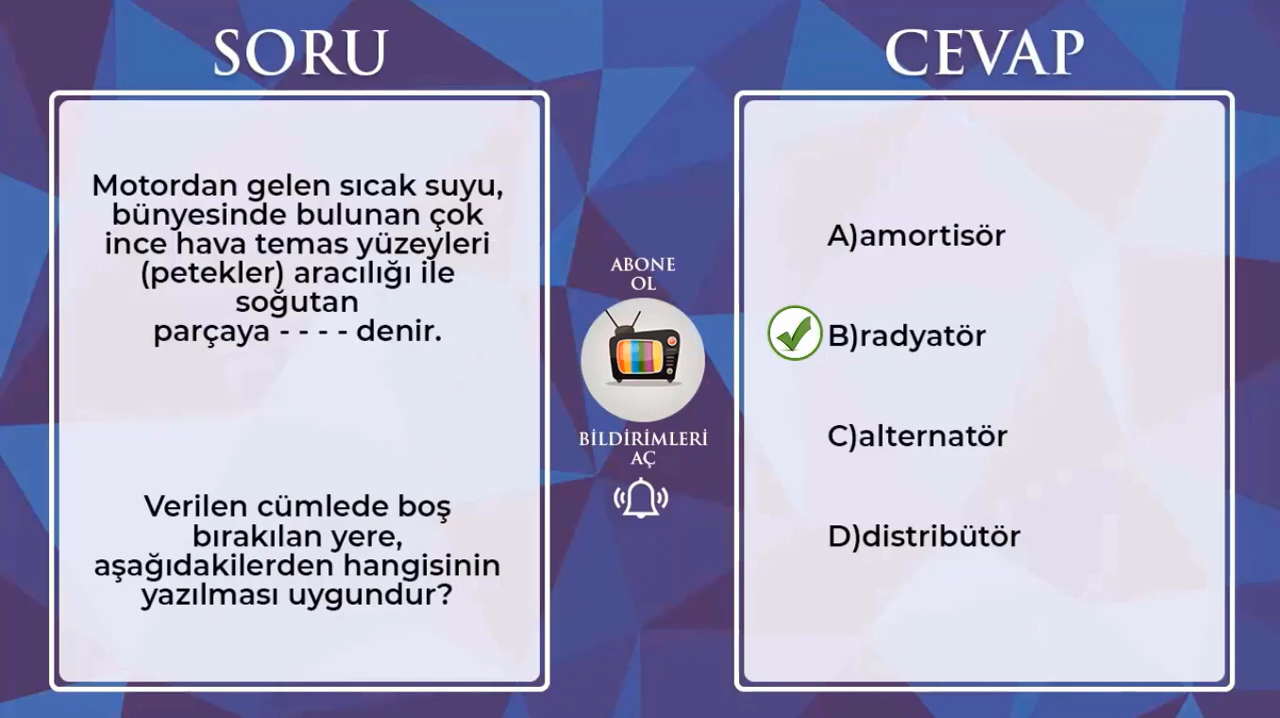 SORU
Motordan gelen sıcak suyu,
bünyesinde bulunan çok
ince hava temas yüzeyleri
(petekler) aracılığı ile
soğutan
parçaya - - - - denir.
Verilen cümlede boş
bırakılan yere,
aşağıdakilerden hangisinin
yazılması uygundur?
ABONE
OL
BİLDİRİMLERİ
AÇ
CEVAP
A)amortisör
B)radyatör
C)alternatör
D)distribütör